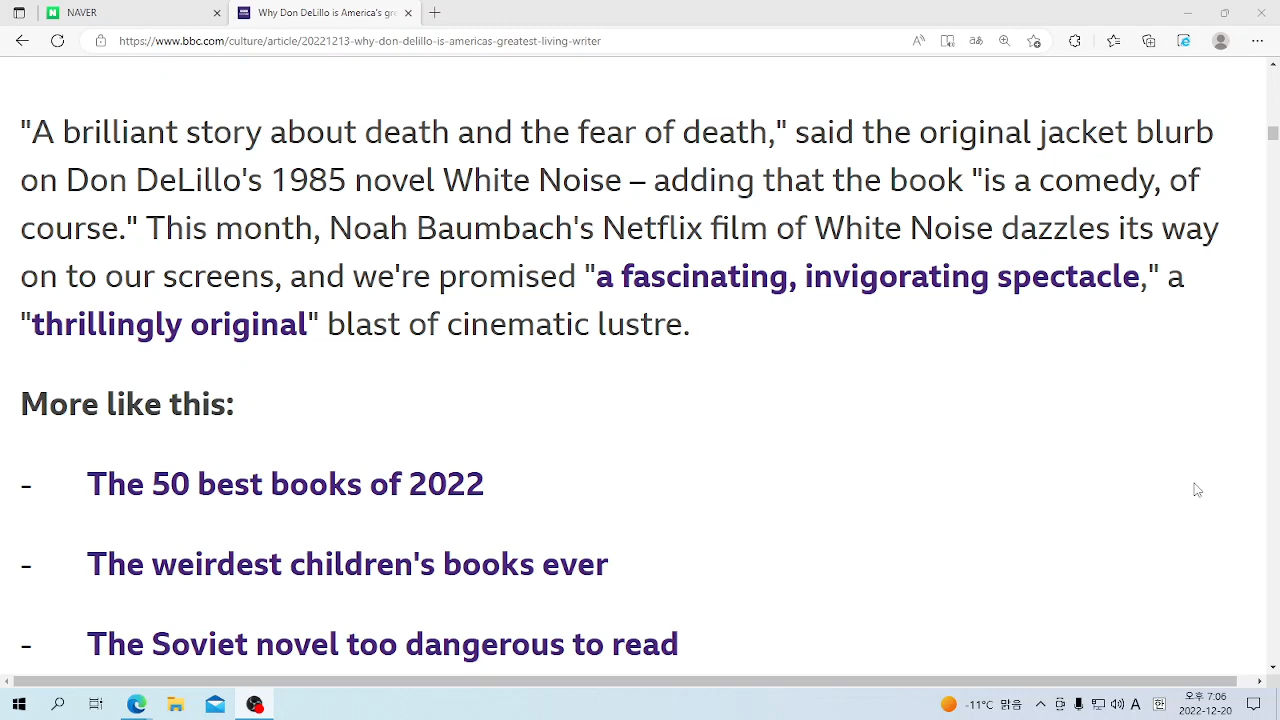 NAVER
Why Don DeLillo is America's gre
https://www.bbc.com/culture/article/20221213-why-don-delillo-is-americas-greatest-living-writer
"A brilliant story about death and the fear of death," said the original jacket blurb
on Don DeLillo's 1985 novel White Noise – adding that the book "is a comedy, of
course." This month, Noah Baumbach's Netflix film of White Noise dazzles its way
on to our screens, and we're promised "a fascinating, invigorating spectacle," a
"thrillingly original" blast of cinematic lustre.
More like this:
- The 50 best books of 2022
- The weirdest children's books ever
- The Soviet novel too dangerous to read
-11°C 맑음
A
오후 7:06
2022-12-20